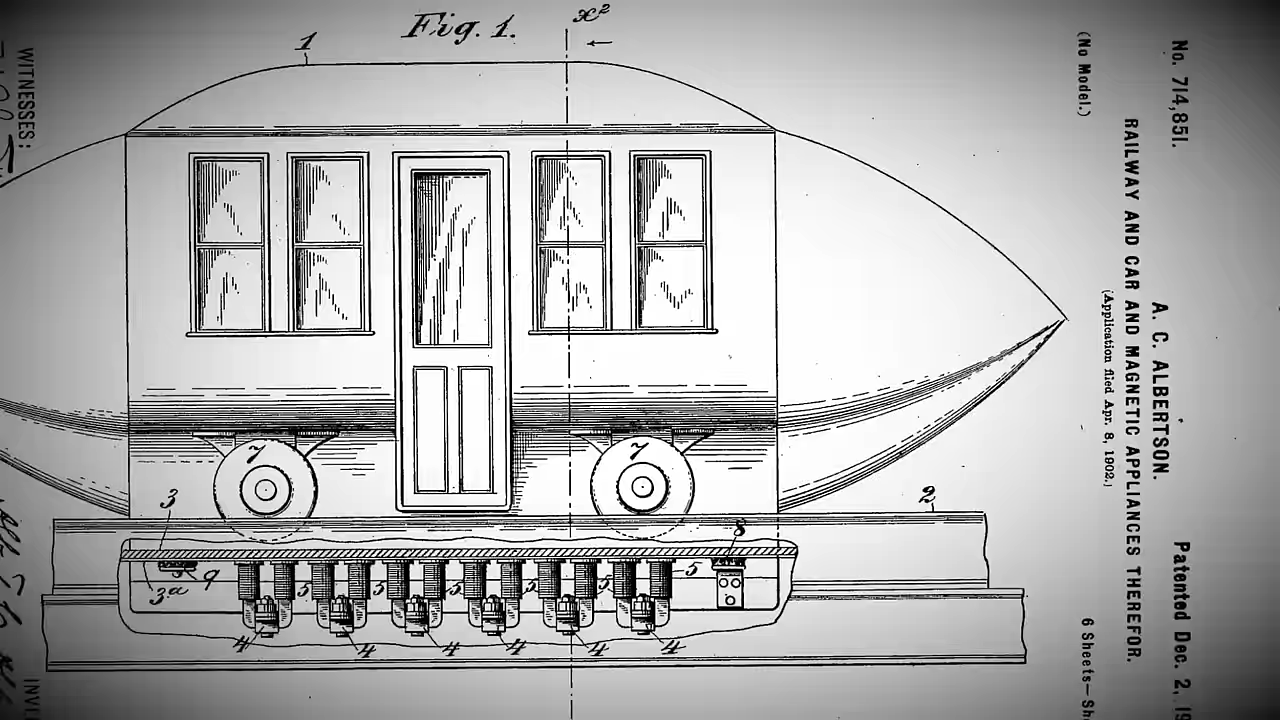 No. 714,851.
Patented Dec. 2,
A. C. ALBERTSON.
RAILWAY AND CAR AND MAGNETIC APPLIANCES THEREFOR.
(Application filed Apr. 8, 1902.)
(No Model.)
6 Sheets—
Fig. 1.
x²
1
7
7
3
2
8
3ᵃ
9
5
5
5
5
5
5
4
4
4
4
4
4
WITNESSES: